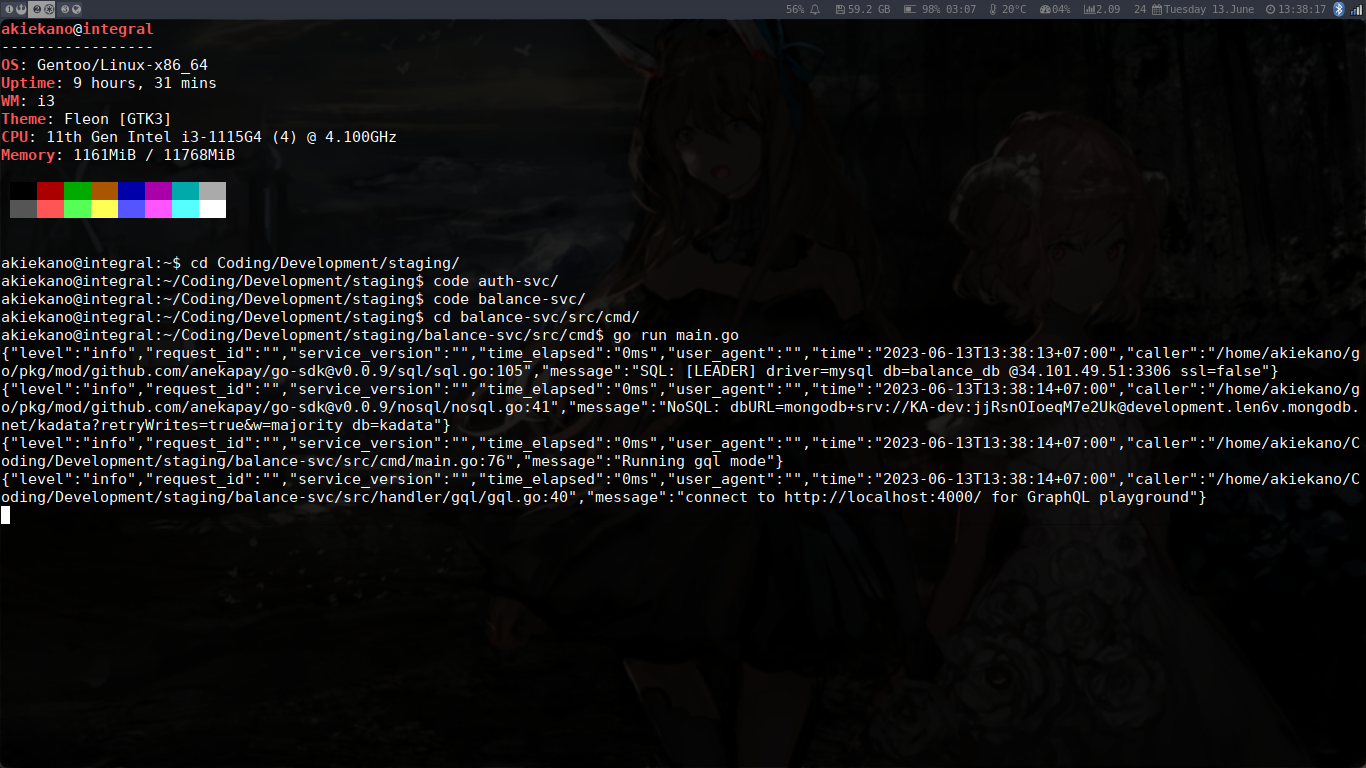 56% 59.2 GB 98% 03:07 20°C 04% 2.09 24 Tuesday 13.June 13:38:17
akiekano@integral
-----------------
OS: Gentoo/Linux-x86_64
Uptime: 9 hours, 31 mins
WM: i3
Theme: Fleon [GTK3]
CPU: 11th Gen Intel i3-1115G4 (4) @ 4.100GHz
Memory: 1161MiB / 11768MiB
akiekano@integral:~$ cd Coding/Development/staging/
akiekano@integral:~/Coding/Development/staging$ code auth-svc/
akiekano@integral:~/Coding/Development/staging$ code balance-svc/
akiekano@integral:~/Coding/Development/staging$ cd balance-svc/src/cmd/
akiekano@integral:~/Coding/Development/staging/balance-svc/src/cmd$ go run main.go
{"level":"info","request_id":"","service_version":"","time_elapsed":"0ms","user_agent":"","time":"2023-06-13T13:38:13+07:00","caller":"/home/akiekano/g
o/pkg/mod/github.com/anekapay/go-sdk@v0.0.9/sql/sql.go:105","message":"SQL: [LEADER] driver=mysql db=balance_db @34.101.49.51:3306 ssl=false"}
{"level":"info","request_id":"","service_version":"","time_elapsed":"0ms","user_agent":"","time":"2023-06-13T13:38:14+07:00","caller":"/home/akiekano/g
o/pkg/mod/github.com/anekapay/go-sdk@v0.0.9/nosql/nosql.go:41","message":"NoSQL: dbURL=mongodb+srv://KA-dev:jjRsnOIoeqM7e2Uk@development.len6v.mongodb.
net/kadata?retryWrites=true&w=majority db=kadata"}
{"level":"info","request_id":"","service_version":"","time_elapsed":"0ms","user_agent":"","time":"2023-06-13T13:38:14+07:00","caller":"/home/akiekano/C
oding/Development/staging/balance-svc/src/cmd/main.go:76","message":"Running gql mode"}
{"level":"info","request_id":"","service_version":"","time_elapsed":"0ms","user_agent":"","time":"2023-06-13T13:38:14+07:00","caller":"/home/akiekano/C
oding/Development/staging/balance-svc/src/handler/gql/gql.go:40","message":"connect to http://localhost:4000/ for GraphQL playground"}